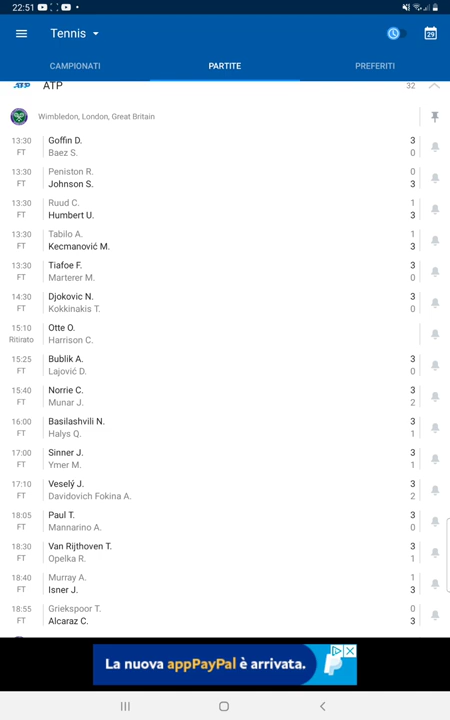 22:51
Tennis
29
CAMPIONATI PARTITE PREFERITI
ATP ATP 32
Wimbledon, London, Great Britain
13:30 Goffin D. 3
FT Baez S. 0
13:30 Peniston R. 0
FT Johnson S. 3
13:30 Ruud C. 1
FT Humbert U. 3
13:30 Tabilo A. 1
FT Kecmanović M. 3
13:30 Tiafoe F. 3
FT Marterer M. 0
14:30 Djokovic N. 3
FT Kokkinakis T. 0
15:10 Otte O.
Ritirato Harrison C.
15:25 Bublik A. 3
FT Lajović D. 0
15:40 Norrie C. 3
FT Munar J. 2
16:00 Basilashvili N. 3
FT Halys Q. 1
17:00 Sinner J. 3
FT Ymer M. 1
17:10 Veselý J. 3
FT Davidovich Fokina A. 2
18:05 Paul T. 3
FT Mannarino A. 0
18:30 Van Rijthoven T. 3
FT Opelka R. 1
18:40 Murray A. 1
FT Isner J. 3
18:55 Griekspoor T. 0
FT Alcaraz C. 3
La nuova appPayPal è arrivata.